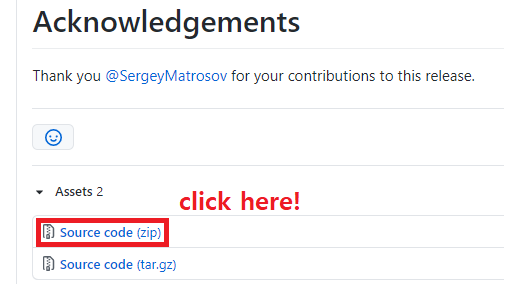 Acknowledgements
Thank you @SergeyMatrosov for your contributions to this release.
Assets 2
click here!
Source code (zip)
Source code (tar.gz)